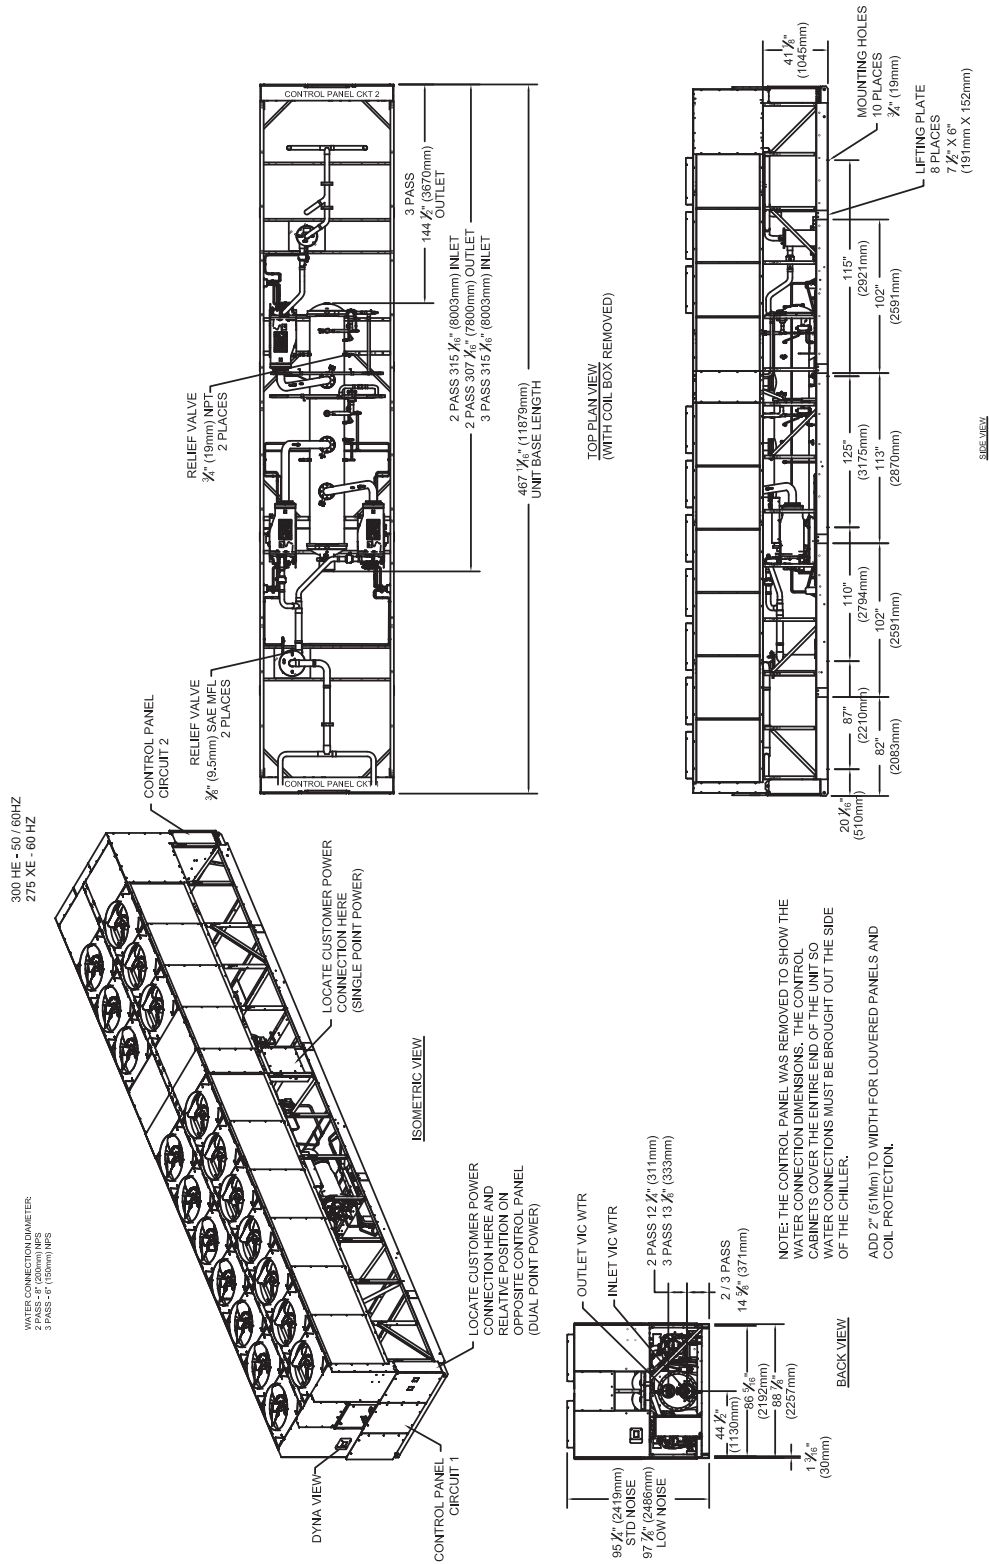 300 HE - 50 / 60HZ
275 XE - 60 HZ
WATER CONNECTION DIAMETER:
2 PASS - 8" (200mm) NPS
3 PASS - 6" (150mm) NPS
CONTROL PANEL
CIRCUIT 2
LOCATE CUSTOMER POWER
CONNECTION HERE
(SINGLE POINT POWER)
ISOMETRIC VIEW
LOCATE CUSTOMER POWER
CONNECTION HERE AND
RELATIVE POSITION ON
OPPOSITE CONTROL PANEL
(DUAL POINT POWER)
DYNA VIEW
CONTROL PANEL
CIRCUIT 1
CONTROL PANEL CKT 2
RELIEF VALVE
3/4" (19mm) NPT
2 PLACES
RELIEF VALVE
3/8" (9.5mm) SAE MFL
2 PLACES
CONTROL PANEL CKT
3 PASS
144 1/2" (3670mm)
OUTLET
2 PASS 315 1/16" (8003mm) INLET
2 PASS 307 1/16" (7800mm) OUTLET
3 PASS 315 1/16" (8003mm) INLET
467 11/16" (11879mm)
UNIT BASE LENGTH
TOP PLAN VIEW
(WITH COIL BOX REMOVED)
41 1/8"
(1045mm)
MOUNTING HOLES
10 PLACES
3/4" (19mm)
LIFTING PLATE
8 PLACES
7 1/2" X 6"
(191mm X 152mm)
115"
(2921mm)
102"
(2591mm)
125"
(3175mm)
113"
(2870mm)
110"
(2794mm)
102"
(2591mm)
87"
(2210mm)
82"
(2083mm)
20 1/16"
(510mm)
SIDE VIEW
OUTLET VIC WTR
INLET VIC WTR
2 PASS 12 1/4" (311mm)
3 PASS 13 1/8" (333mm)
2 / 3 PASS
14 5/8" (371mm)
44 1/2"
(1130mm)
86 5/16"
(2192mm)
88 7/8"
(2257mm)
1 3/16"
(30mm)
95 1/4" (2419mm)
STD NOISE
97 7/8" (2486mm)
LOW NOISE
BACK VIEW
NOTE: THE CONTROL PANEL WAS REMOVED TO SHOW THE
WATER CONNECTION DIMENSIONS. THE CONTROL
CABINETS COVER THE ENTIRE END OF THE UNIT SO
WATER CONNECTIONS MUST BE BROUGHT OUT THE SIDE
OF THE CHILLER.
ADD 2" (51Mm) TO WIDTH FOR LOUVERED PANELS AND
COIL PROTECTION.